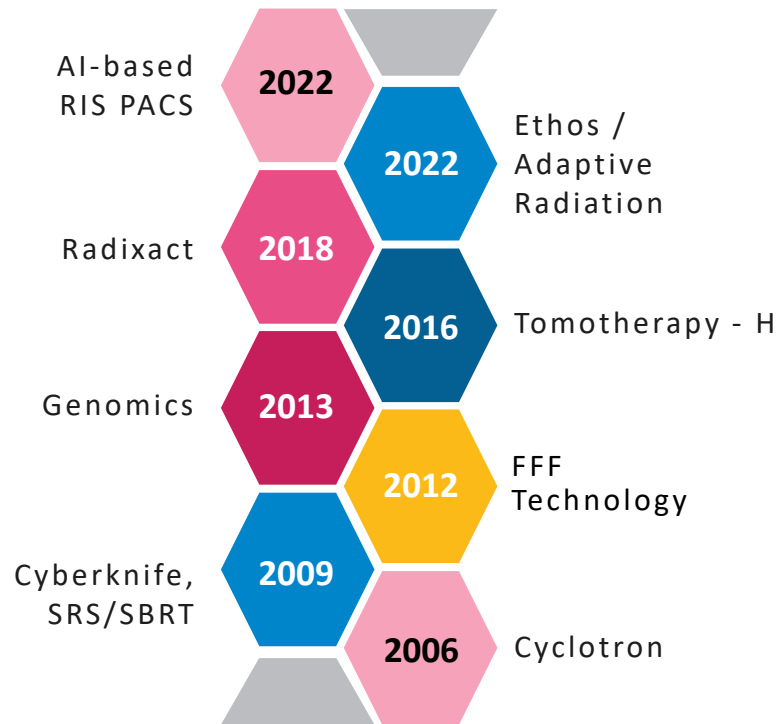 AI-based
RIS PACS
2022
2022
Ethos /
Adaptive
Radiation
Radixact
2018
2016
Tomotherapy - H
Genomics
2013
2012
FFF
Technology
Cyberknife,
SRS/SBRT
2009
2006
Cyclotron